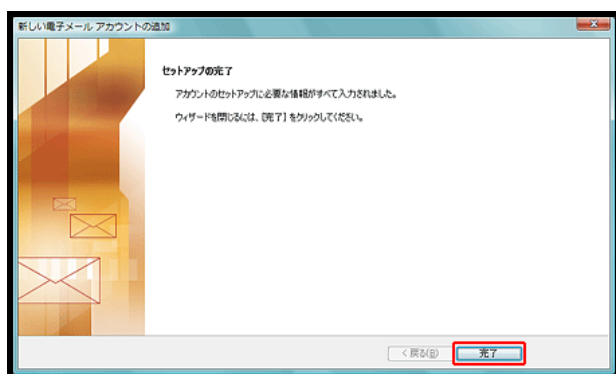 新しい電子メール アカウントの追加
セットアップの完了
アカウントのセットアップに必要な情報がすべて入力されました。
ウィザードを閉じるには、[完了] をクリックしてください。
< 戻る(B)
完了